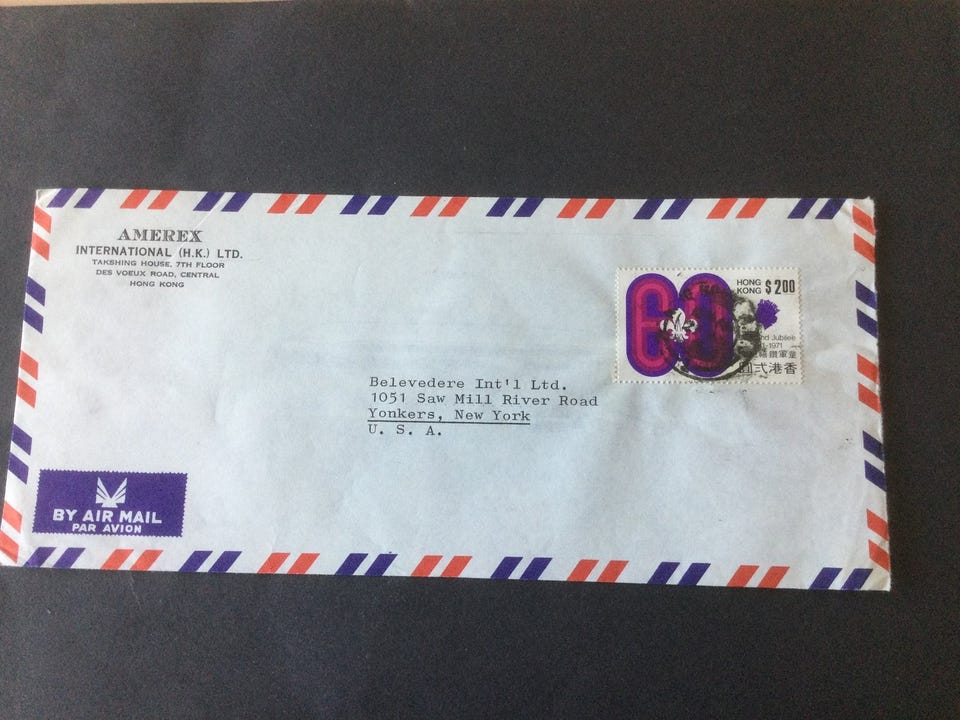 AMEREX
INTERNATIONAL (H.K.) LTD.
TAKSHING HOUSE, 7TH FLOOR
DES VOEUX ROAD, CENTRAL
HONG KONG
60
HONG
KONG $2.00
Jubilee
1971
香港弍圓
Belevedere Int'l Ltd.
1051 Saw Mill River Road
Yonkers, New York
U. S. A.
BY AIR MAIL
PAR AVION